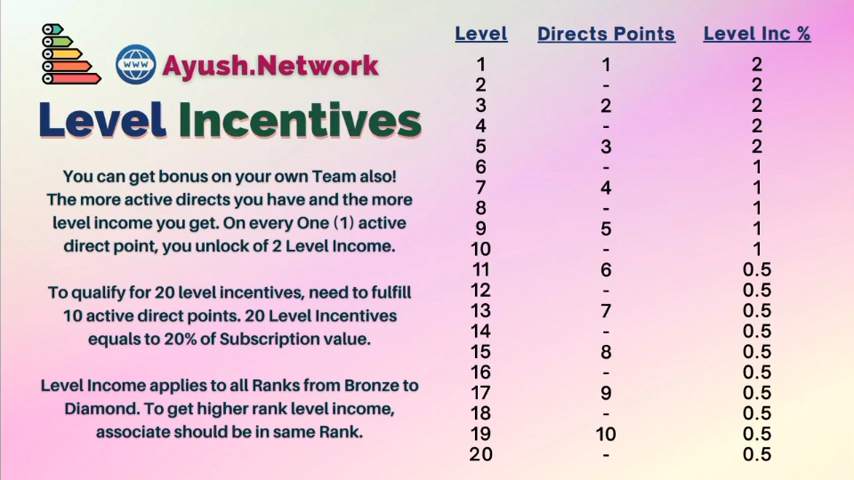 WWW
Ayush.Network
Level Incentives
You can get bonus on your own Team also!
The more active directs you have and the more
level income you get. On every One (1) active
direct point, you unlock of 2 Level Income.
To qualify for 20 level incentives, need to fulfill
10 active direct points. 20 Level Incentives
equals to 20% of Subscription value.
Level Income applies to all Ranks from Bronze to
Diamond. To get higher rank level income,
associate should be in same Rank.
Level Directs Points Level Inc %
1 1 2
2 - 2
3 2 2
4 - 2
5 3 2
6 - 1
7 4 1
8 - 1
9 5 1
10 - 1
11 6 0.5
12 - 0.5
13 7 0.5
14 - 0.5
15 8 0.5
16 - 0.5
17 9 0.5
18 - 0.5
19 10 0.5
20 - 0.5